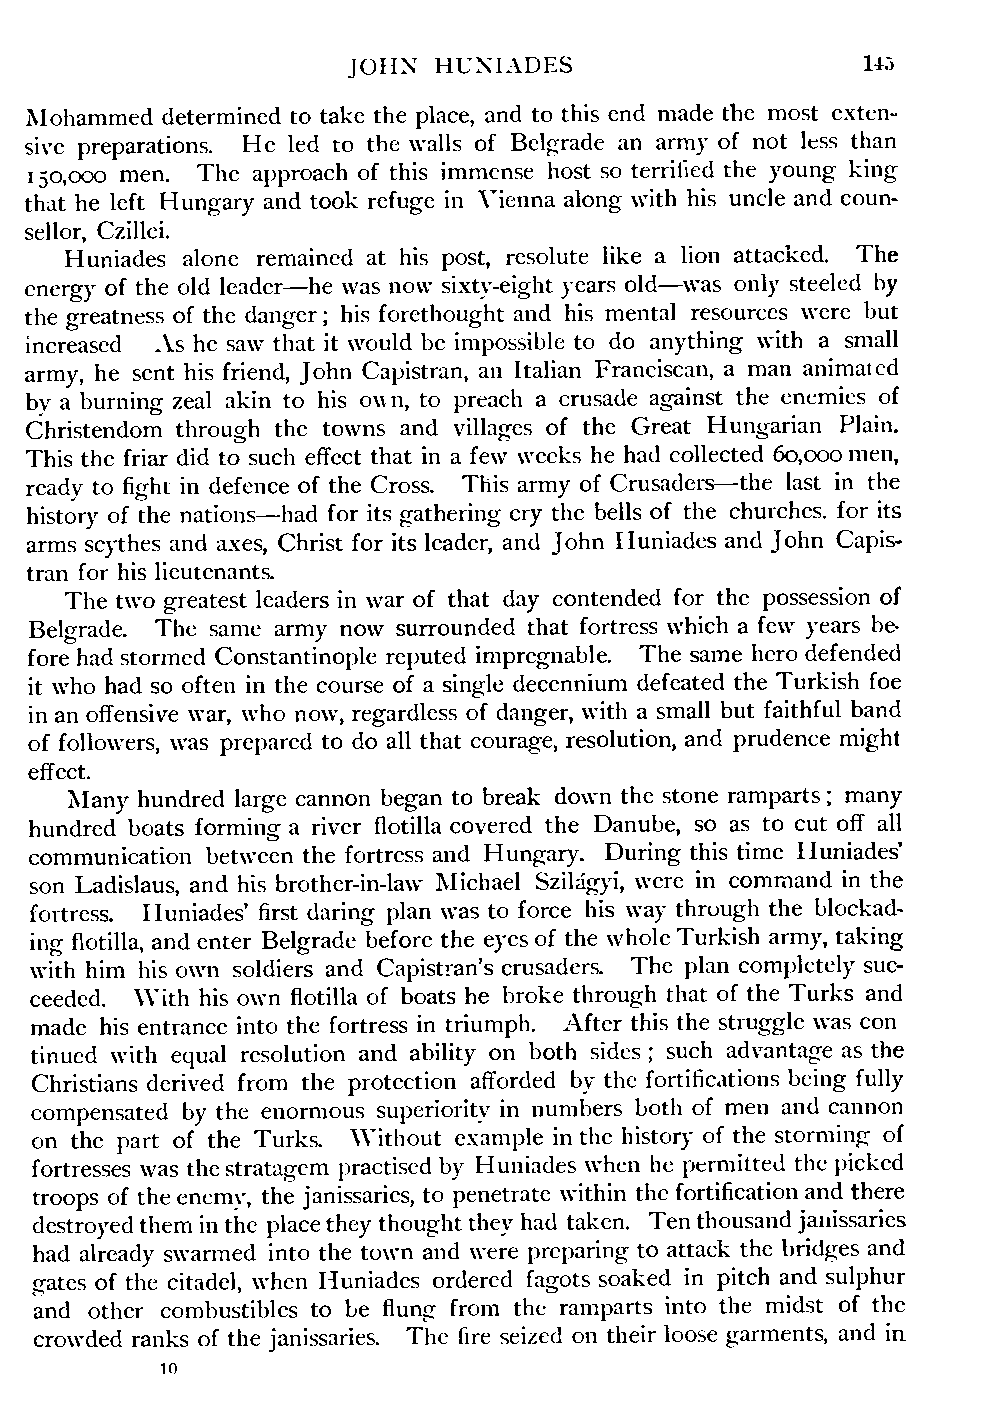 JOHN HUNIADES 145
Mohammed determined to take the place, and to this end made the most exten-
sive preparations. He led to the walls of Belgrade an army of not less than
150,000 men. The approach of this immense host so terrified the young king
that he left Hungary and took refuge in Vienna along with his uncle and coun-
sellor, Czillei.
Huniades alone remained at his post, resolute like a lion attacked. The
energy of the old leader—he was now sixty-eight years old—was only steeled by
the greatness of the danger; his forethought and his mental resources were but
increased As he saw that it would be impossible to do anything with a small
army, he sent his friend, John Capistran, an Italian Franciscan, a man animated
by a burning zeal akin to his own, to preach a crusade against the enemies of
Christendom through the towns and villages of the Great Hungarian Plain.
This the friar did to such effect that in a few weeks he had collected 60,000 men,
ready to fight in defence of the Cross. This army of Crusaders—the last in the
history of the nations—had for its gathering cry the bells of the churches. for its
arms scythes and axes, Christ for its leader, and John Huniades and John Capis-
tran for his lieutenants.
The two greatest leaders in war of that day contended for the possession of
Belgrade. The same army now surrounded that fortress which a few years be-
fore had stormed Constantinople reputed impregnable. The same hero defended
it who had so often in the course of a single decennium defeated the Turkish foe
in an offensive war, who now, regardless of danger, with a small but faithful band
of followers, was prepared to do all that courage, resolution, and prudence might
effect.
Many hundred large cannon began to break down the stone ramparts; many
hundred boats forming a river flotilla covered the Danube, so as to cut off all
communication between the fortress and Hungary. During this time Huniades'
son Ladislaus, and his brother-in-law Michael Szilágyi, were in command in the
fortress. Huniades' first daring plan was to force his way through the blockad-
ing flotilla, and enter Belgrade before the eyes of the whole Turkish army, taking
with him his own soldiers and Capistran's crusaders. The plan completely suc-
ceeded. With his own flotilla of boats he broke through that of the Turks and
made his entrance into the fortress in triumph. After this the struggle was con
tinued with equal resolution and ability on both sides; such advantage as the
Christians derived from the protection afforded by the fortifications being fully
compensated by the enormous superiority in numbers both of men and cannon
on the part of the Turks. Without example in the history of the storming of
fortresses was the stratagem practised by Huniades when he permitted the picked
troops of the enemy, the janissaries, to penetrate within the fortification and there
destroyed them in the place they thought they had taken. Ten thousand janissaries
had already swarmed into the town and were preparing to attack the bridges and
gates of the citadel, when Huniades ordered fagots soaked in pitch and sulphur
and other combustibles to be flung from the ramparts into the midst of the
crowded ranks of the janissaries. The fire seized on their loose garments, and in
10